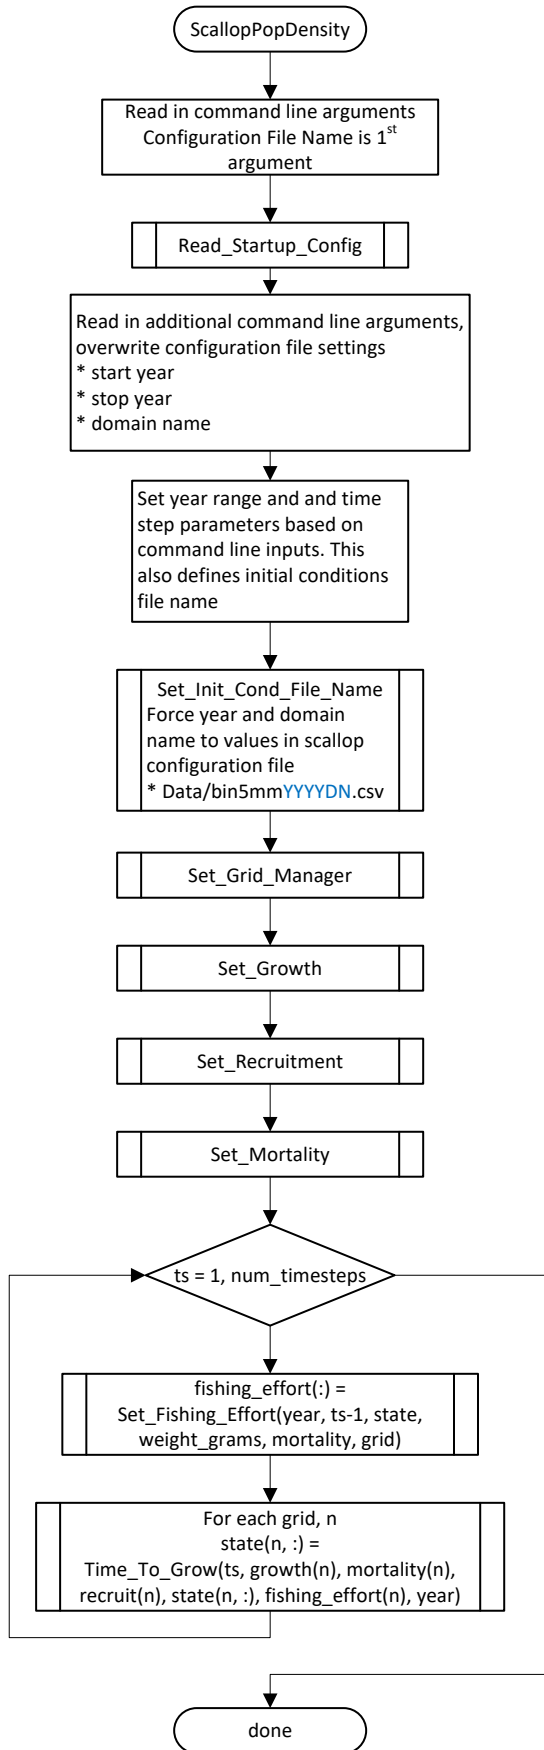 ScallopPopDensity
Read in command line arguments
Configuration File Name is 1st
argument
Read_Startup_Config
Read in additional command line arguments,
overwrite configuration file settings
* start year
* stop year
* domain name
Set year range and and time
step parameters based on
command line inputs. This
also defines initial conditions
file name
Set_Init_Cond_File_Name
Force year and domain
name to values in scallop
configuration file
* Data/bin5mmYYYYDN.csv
Set_Grid_Manager
Set_Growth
Set_Recruitment
Set_Mortality
ts = 1, num_timesteps
fishing_effort(:) =
Set_Fishing_Effort(year, ts-1, state,
weight_grams, mortality, grid)
For each grid, n
state(n, :) =
Time_To_Grow(ts, growth(n), mortality(n),
recruit(n), state(n, :), fishing_effort(n), year)
done